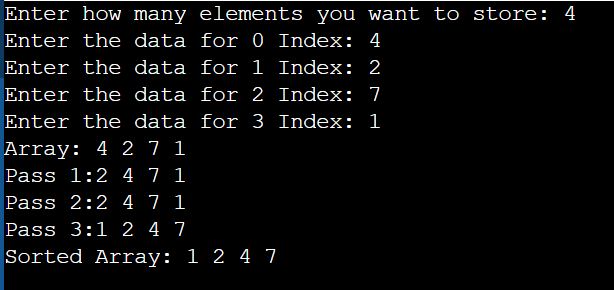 Enter how many elements you want to store: 4
Enter the data for 0 Index: 4
Enter the data for 1 Index: 2
Enter the data for 2 Index: 7
Enter the data for 3 Index: 1
Array: 4 2 7 1
Pass 1:2 4 7 1
Pass 2:2 4 7 1
Pass 3:1 2 4 7
Sorted Array: 1 2 4 7